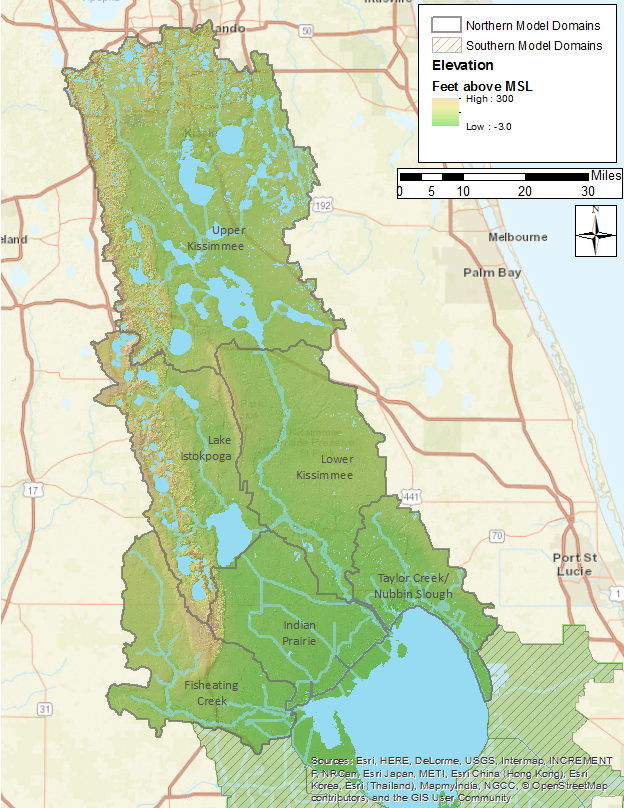 lando
50
Northern Model Domains
Southern Model Domains
Elevation
Feet above MSL
High : 300
Low : -3.0
Miles
0 5 10 20 30
N
192
Melbourne
Palm Bay
eland
Upper
Kissimmee
Lake
Istokpoga
Lower
Kissimmee
17
441
70
Port St
Lucie
1
Taylor Creek/
Nubbin Slough
Indian
Prairie
Fisheating
Creek
31
Sources: Esri, HERE, DeLorme, USGS, Intermap, INCREMENT
P, NRCan, Esri Japan, METI, Esri China (Hong Kong), Esri
Korea, Esri (Thailand), MapmyIndia, NGCC, © OpenStreetMap
contributors, and the GIS User Community